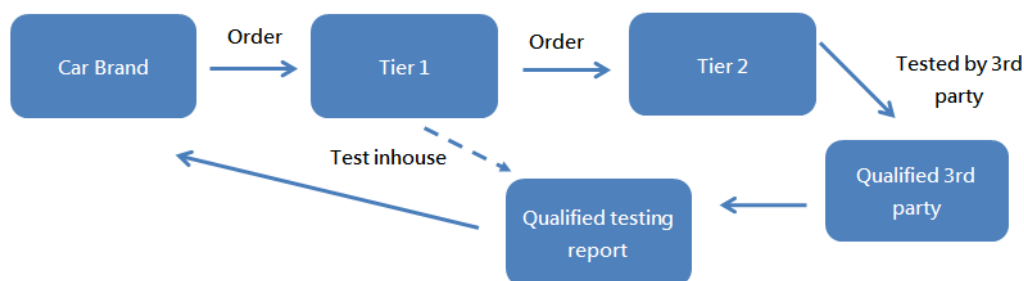 Order
Order
Car Brand
Tier 1
Tier 2
Tested by 3rd
party
Test inhouse
Qualified 3rd
party
Qualified testing
report